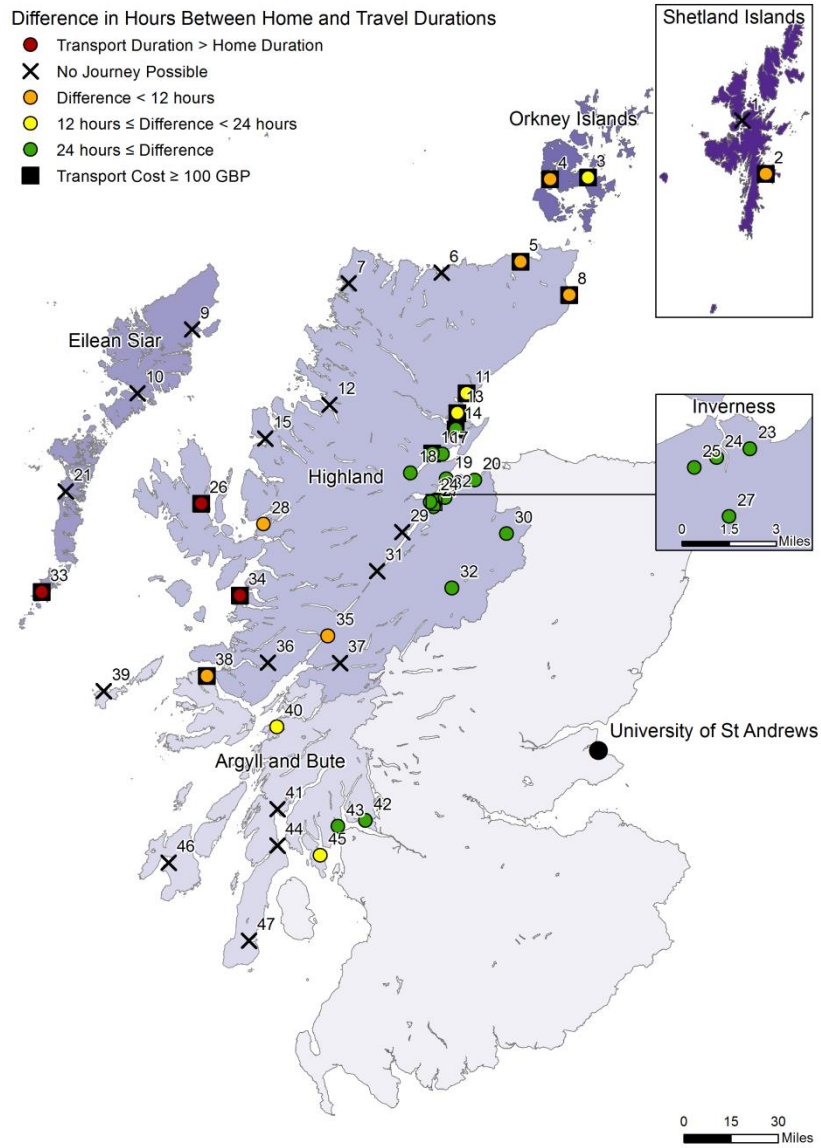 Difference in Hours Between Home and Travel Durations
Transport Duration > Home Duration
No Journey Possible
Difference < 12 hours
12 hours ≤ Difference < 24 hours
24 hours ≤ Difference
Transport Cost ≥ 100 GBP
Shetland Islands
1
2
Orkney Islands
4
3
5
6
7
8
9
Eilean Siar
10
11
12
13
14
15
17
18
19
20
Highland
21
24
26
28
29
30
31
32
33
34
35
36
37
38
39
40
Inverness
23
24
25
27
0 1.5 3
Miles
University of St Andrews
Argyll and Bute
41
42
43
44
45
46
47
0 15 30
Miles